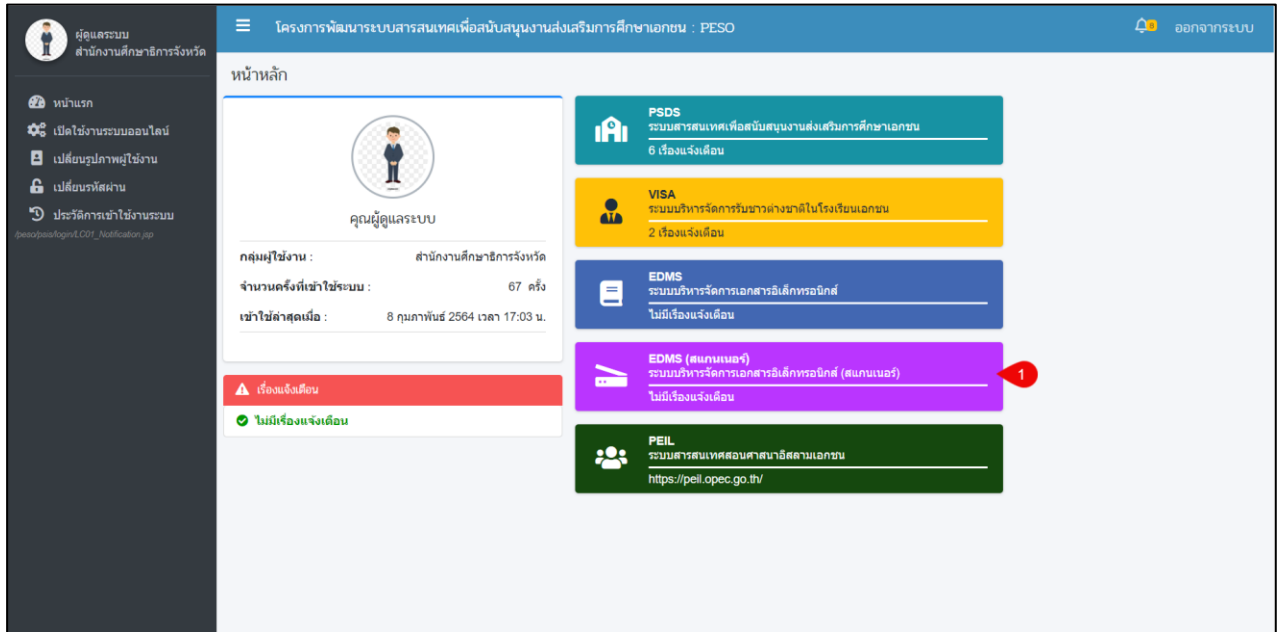 ผู้ดูแลระบบ
สำนักงานศึกษาธิการจังหวัด
หน้าแรก
เปิดใช้งานระบบออนไลน์
เปลี่ยนรูปภาพผู้ใช้งาน
เปลี่ยนรหัสผ่าน
ประวัติการเข้าใช้งานระบบ
/peso/psis/login/LC01_Notification.jsp
โครงการพัฒนาระบบสารสนเทศเพื่อสนับสนุนงานส่งเสริมการศึกษาเอกชน : PESO
ออกจากระบบ
หน้าหลัก
คุณผู้ดูแลระบบ
กลุ่มผู้ใช้งาน : สำนักงานศึกษาธิการจังหวัด
จำนวนครั้งที่เข้าใช้ระบบ : 67 ครั้ง
เข้าใช้ล่าสุดเมื่อ : 8 กุมภาพันธ์ 2564 เวลา 17:03 น.
เรื่องแจ้งเตือน
ไม่มีเรื่องแจ้งเตือน
PSDS
ระบบสารสนเทศเพื่อสนับสนุนงานส่งเสริมการศึกษาเอกชน
6 เรื่องแจ้งเตือน
VISA
ระบบบริหารจัดการรับชาวต่างชาติในโรงเรียนเอกชน
2 เรื่องแจ้งเตือน
EDMS
ระบบบริหารจัดการเอกสารอิเล็กทรอนิกส์
ไม่มีเรื่องแจ้งเตือน
EDMS (สแกนเนอร์)
ระบบบริหารจัดการเอกสารอิเล็กทรอนิกส์ (สแกนเนอร์)
ไม่มีเรื่องแจ้งเตือน
1
PEIL
ระบบสารสนเทศสอนศาสนาอิสลามเอกชน
https://peil.opec.go.th/